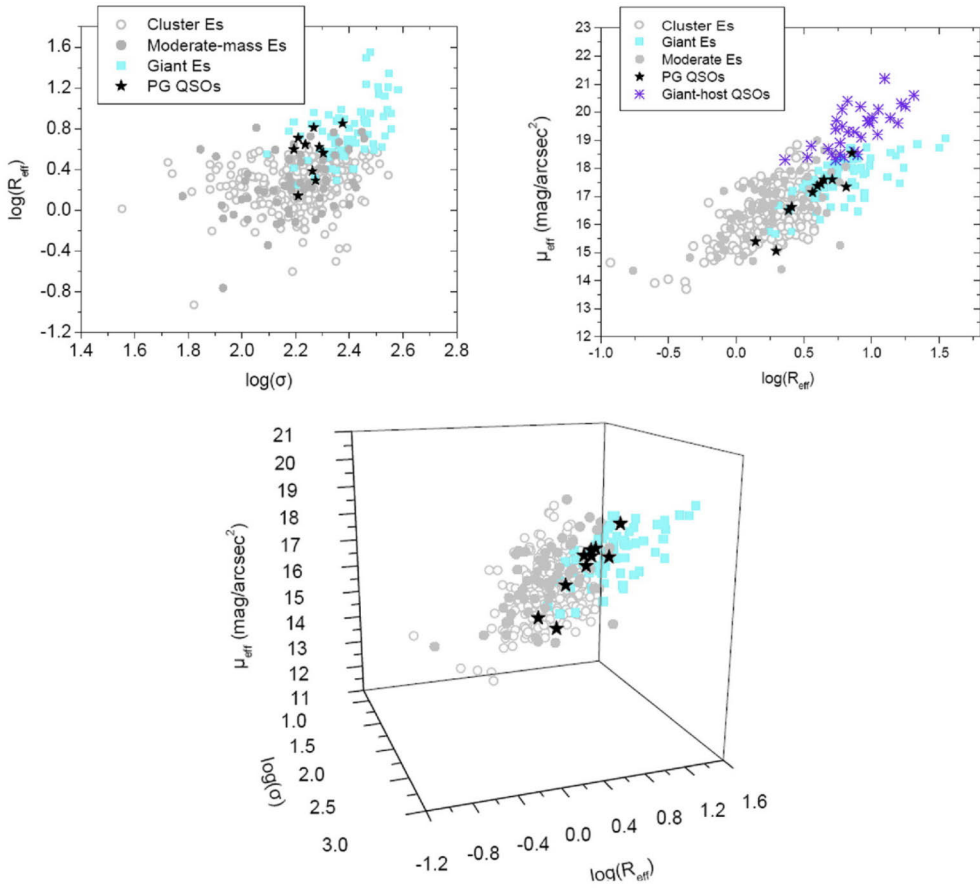 Cluster Es
Moderate-mass Es
Giant Es
PG QSOs
1.6
1.2
0.8
0.4
0.0
-0.4
-0.8
-1.2
log(R_eff)
1.4 1.6 1.8 2.0 2.2 2.4 2.6 2.8
log(σ)
Cluster Es
Giant Es
Moderate Es
PG QSOs
Giant-host QSOs
23
22
21
20
19
18
17
16
15
14
13
12
μ_eff (mag/arcsec²)
-1.0 -0.5 0.0 0.5 1.0 1.5
log(R_eff)
21
20
19
18
17
16
15
14
13
12
11
μ_eff (mag/arcsec²)
1.0
1.5
2.0
2.5
3.0
log(σ)
-1.2 -0.8 -0.4 0.0 0.4 0.8 1.2 1.6
log(R_eff)